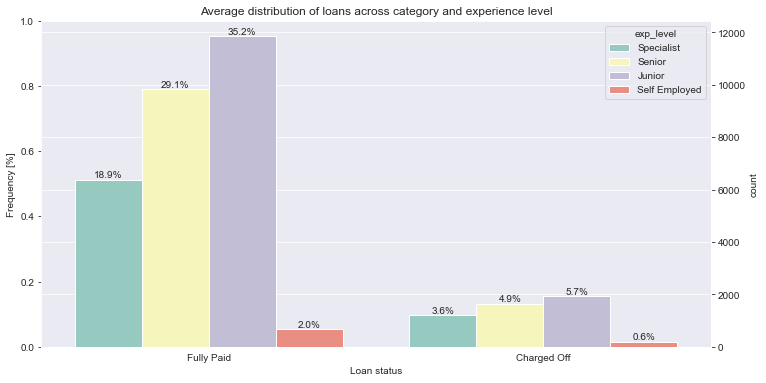 Average distribution of loans across category and experience level
1.0
0.8
0.6
0.4
0.2
0.0
Frequency [%]
18.9%
29.1%
35.2%
2.0%
3.6%
4.9%
5.7%
0.6%
exp_level
Specialist
Senior
Junior
Self Employed
12000
10000
8000
6000
4000
2000
0
count
Fully Paid
Charged Off
Loan status